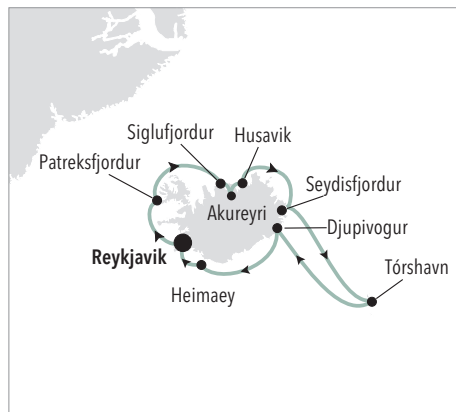 Siglufjordur
Husavik
Patreksfjordur
Seydisfjordur
Akureyri
Djupivogur
Reykjavik
Tórshavn
Heimaey